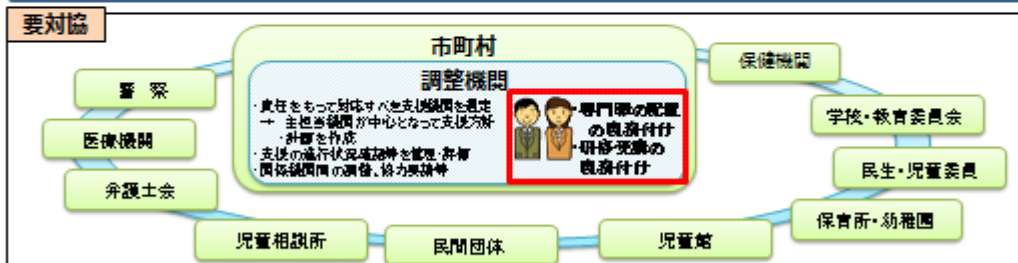 要対協
市町村
調整機関
・責任をもって対応すべき支援機関を選定
→ 主担当機関が中心となって支援方針
・計画を作成
・支援の進行状況確認等を管理・評価
・関係機関間の調整、協力要請等
・専門職の配置
の義務付け
・研修受講の
義務付け
警察
医療機関
弁護士会
児童相談所
民間団体
児童館
保育所・幼稚園
民生・児童委員
学校・教育委員会
保健機関